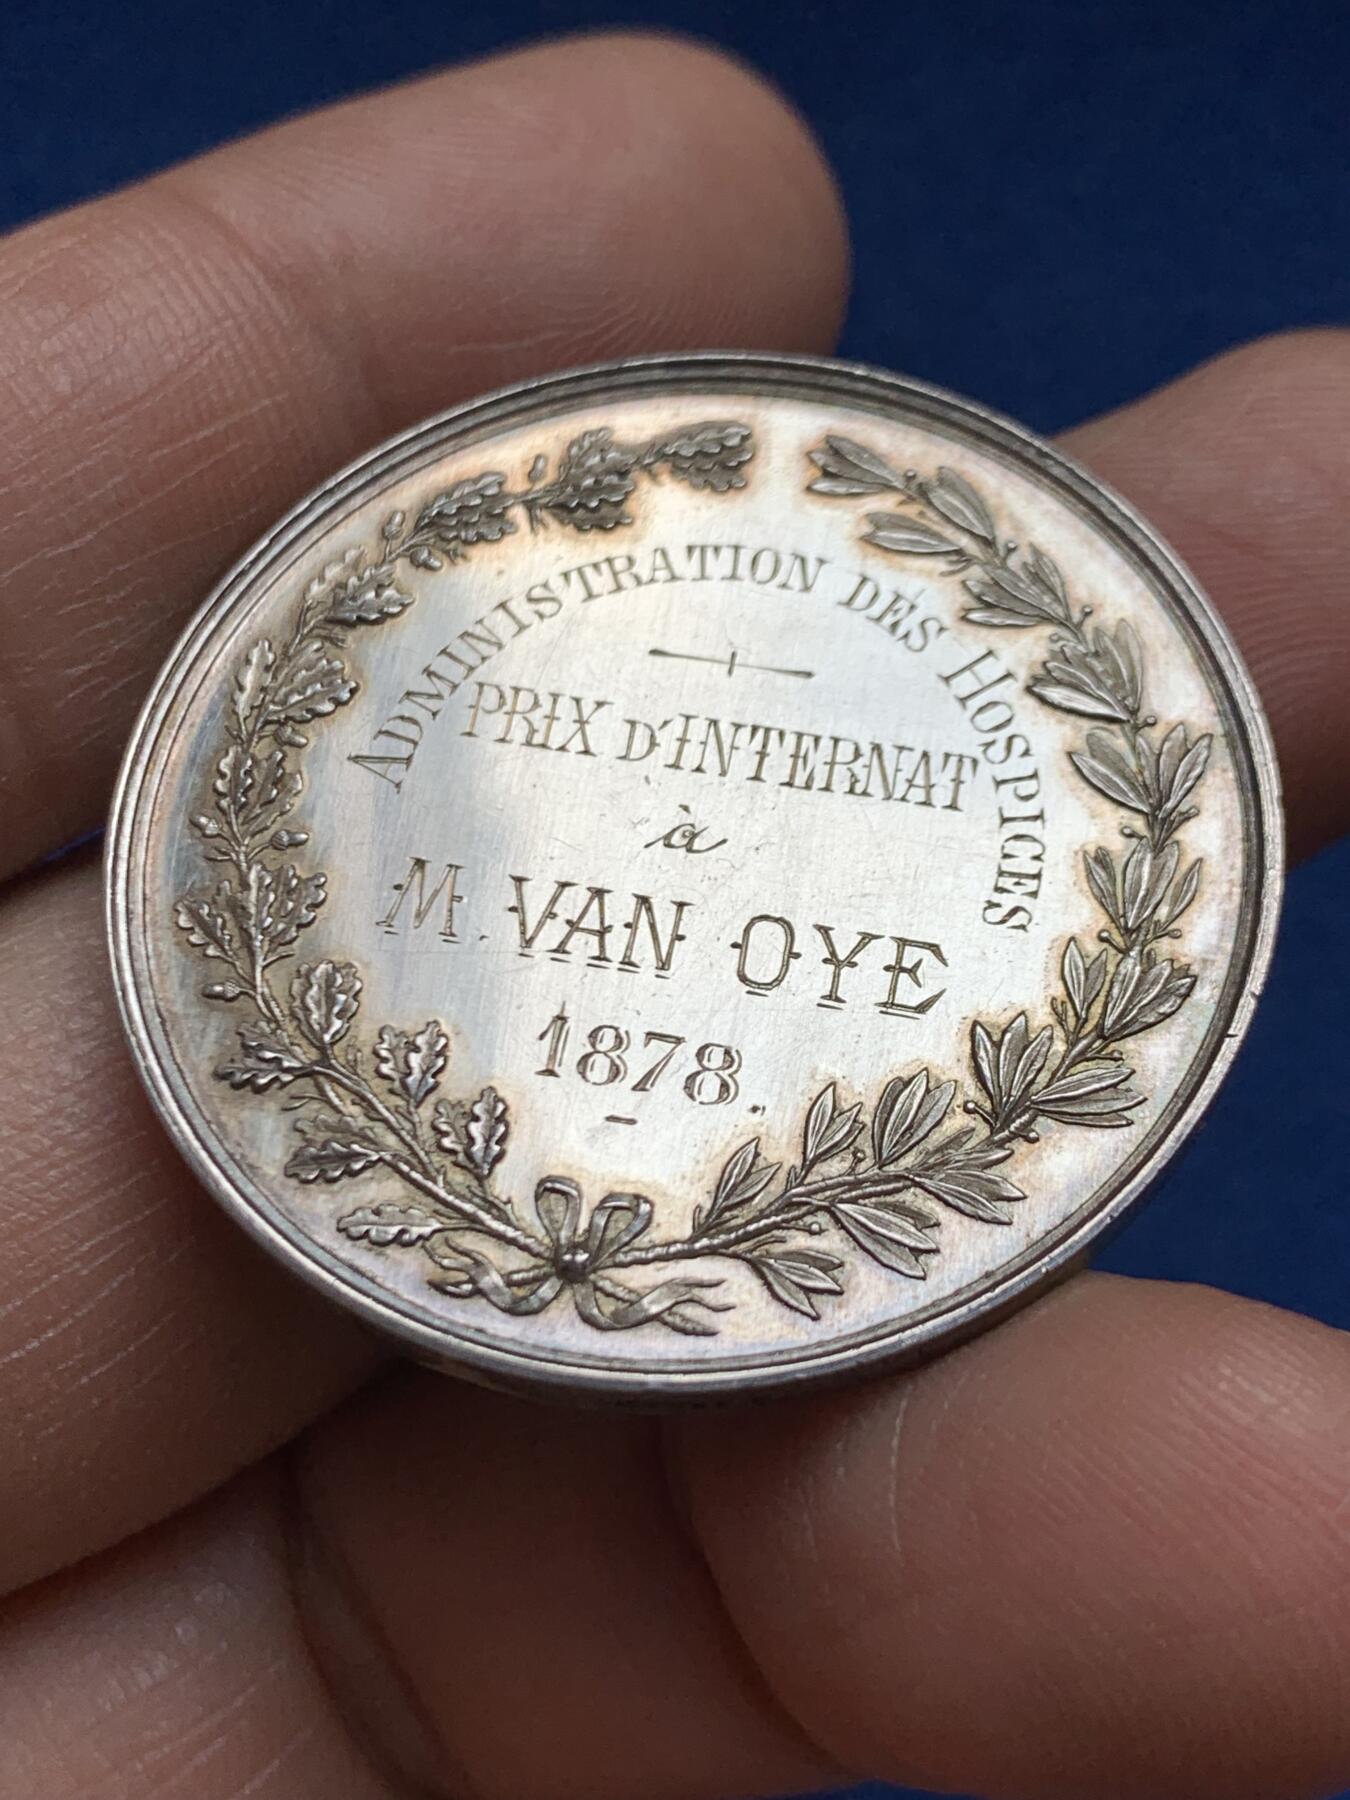 ADMINISTRATION DES HOSPICES
PRIX D'INTERNAT
à
M. VAN OYE
1878.